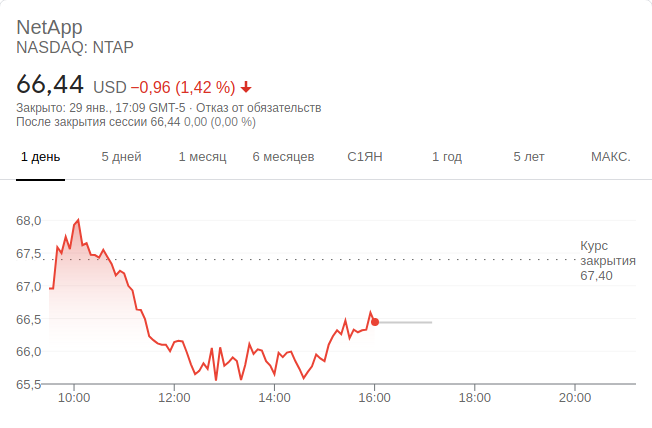 NetApp
NASDAQ: NTAP
66,44 USD −0,96 (1,42 %)
Закрыто: 29 янв., 17:09 GMT-5 · Отказ от обязательств
После закрытия сессии 66,44 0,00 (0,00 %)
1 день 5 дней 1 месяц 6 месяцев С1ЯН 1 год 5 лет МАКС.
68,0
67,5
67,0
66,5
66,0
65,5
Курс
закрытия
67,40
10:00 12:00 14:00 16:00 18:00 20:00